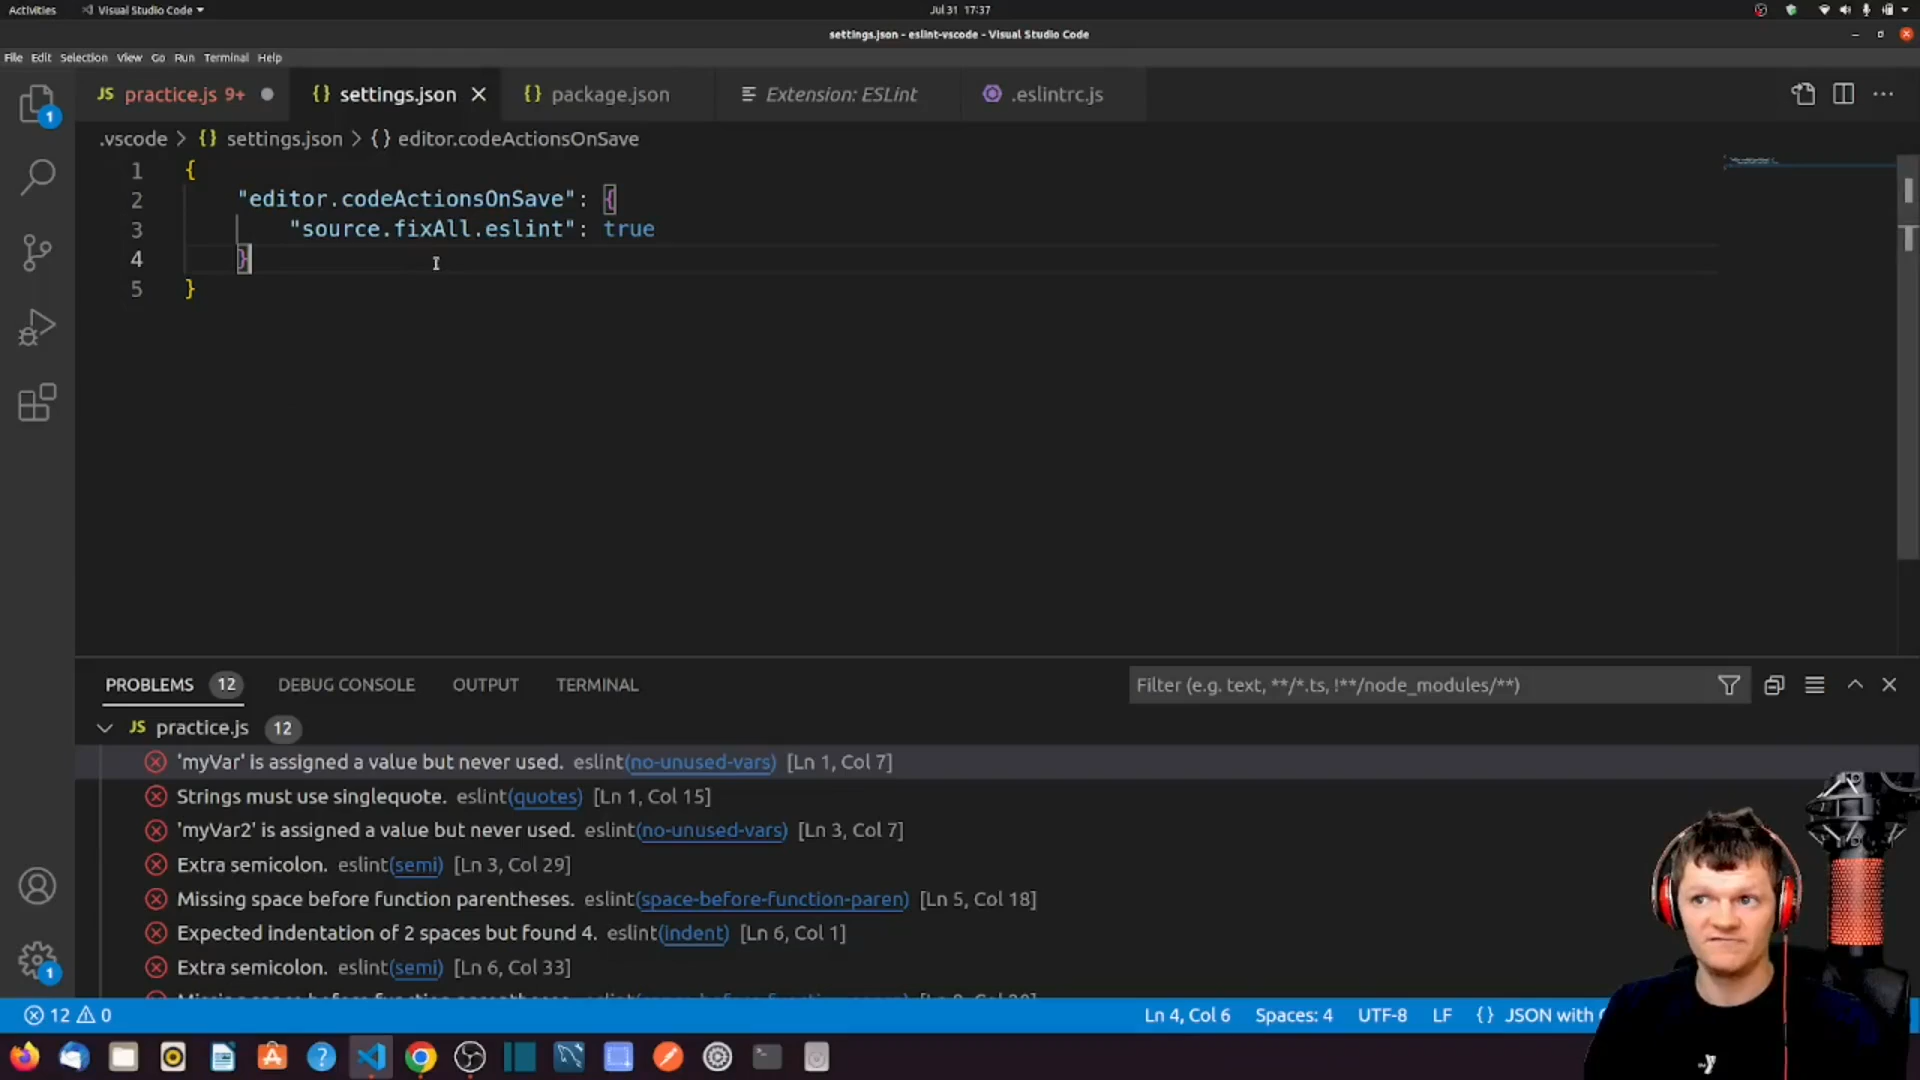 Activities
Visual Studio Code
Jul 31 17:37
settings.json - eslint-vscode - Visual Studio Code
File Edit Selection View Go Run Terminal Help
JS practice.js 9+
{} settings.json
{} package.json
Extension: ESLint
.eslintrc.js
1
.vscode > {} settings.json > {} editor.codeActionsOnSave
1 {
2 "editor.codeActionsOnSave": {
3 "source.fixAll.eslint": true
4 }
5 }
PROBLEMS 12
DEBUG CONSOLE
OUTPUT
TERMINAL
Filter (e.g. text, **/*.ts, !**/node_modules/**)
JS practice.js 12
'myVar' is assigned a value but never used. eslint(no-unused-vars) [Ln 1, Col 7]
Strings must use singlequote. eslint(quotes) [Ln 1, Col 15]
'myVar2' is assigned a value but never used. eslint(no-unused-vars) [Ln 3, Col 7]
Extra semicolon. eslint(semi) [Ln 3, Col 29]
Missing space before function parentheses. eslint(space-before-function-paren) [Ln 5, Col 18]
Expected indentation of 2 spaces but found 4. eslint(indent) [Ln 6, Col 1]
Extra semicolon. eslint(semi) [Ln 6, Col 33]
1
12 0
Ln 4, Col 6
Spaces: 4
UTF-8
LF
{} JSON with